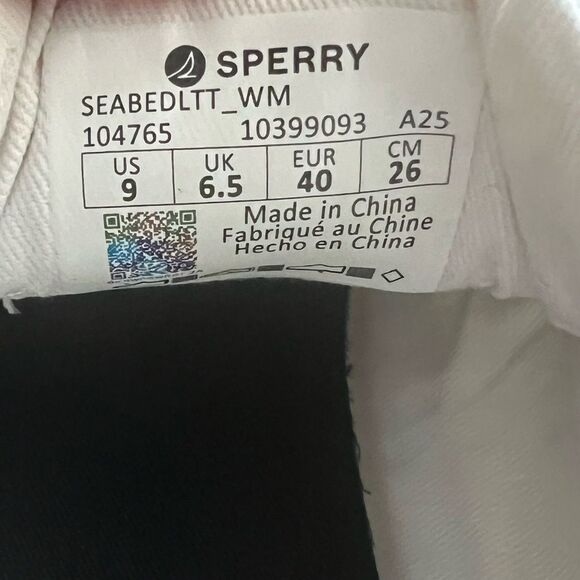 SPERRY
SEABEDLTT_WM
104765 10399093 A25
US UK EUR CM
9 6.5 40 26
Made in China
Fabriqué au Chine
Hecho en China